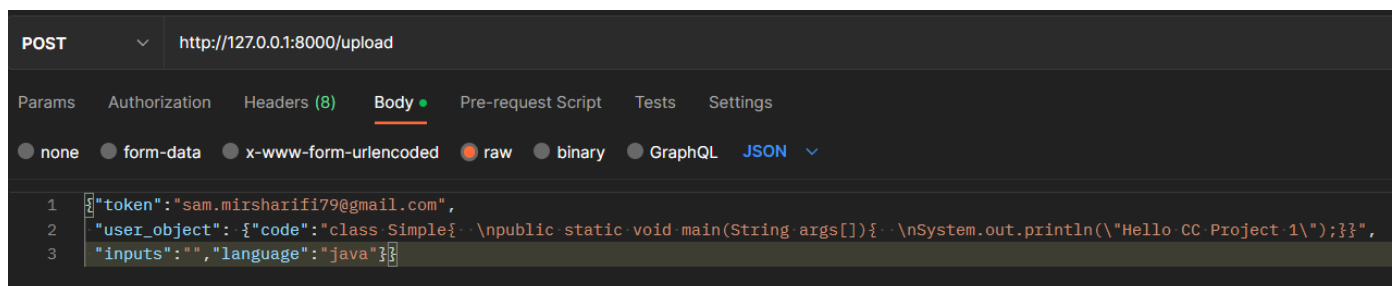 POST http://127.0.0.1:8000/upload
Params Authorization Headers (8) Body Pre-request Script Tests Settings
none form-data x-www-form-urlencoded raw binary GraphQL JSON
1 {"token":"sam.mirsharifi79@gmail.com",
2 "user_object": {"code":"class Simple{  \npublic static void main(String args[]){  \nSystem.out.println(\"Hello CC Project 1\");}}",
3 "inputs":"","language":"java"}}